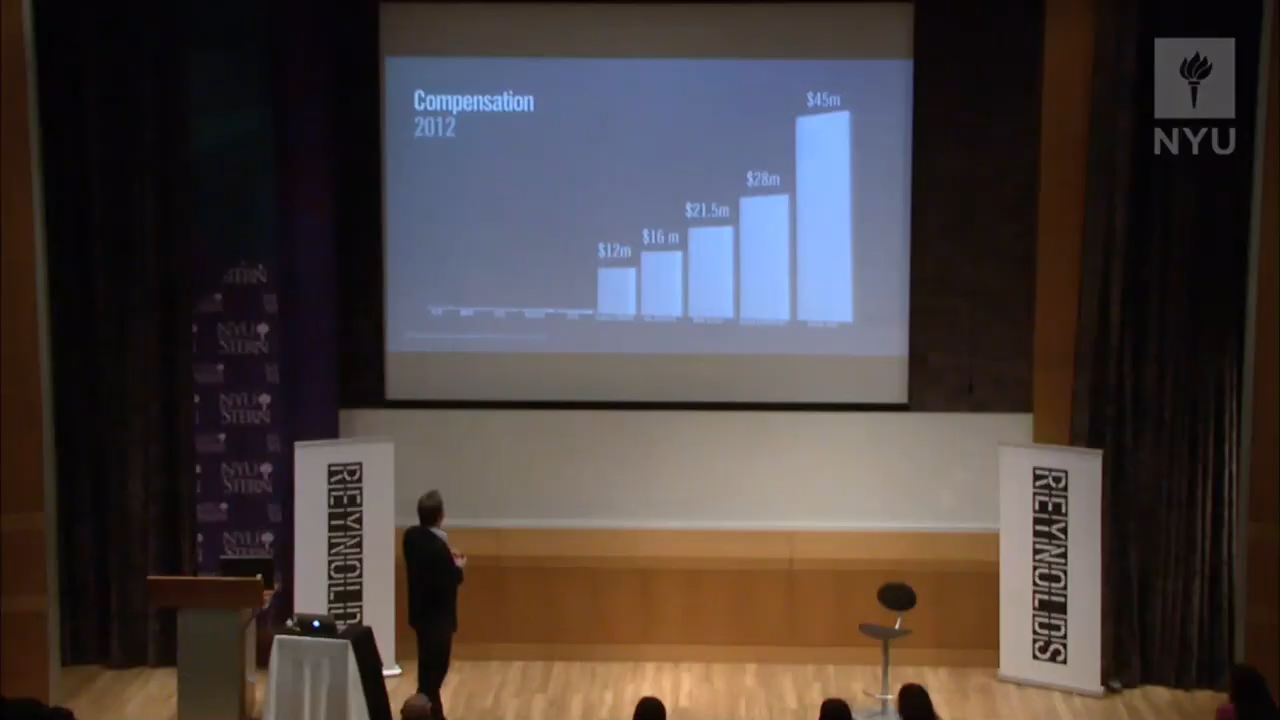 Compensation
2012
$12m
$16 m
$21.5m
$28m
$45m
NYU
STERN
NYU
STERN
NYU
STERN
NYU
STERN
NYU
STERN
REYNOLDS
REYNOLDS